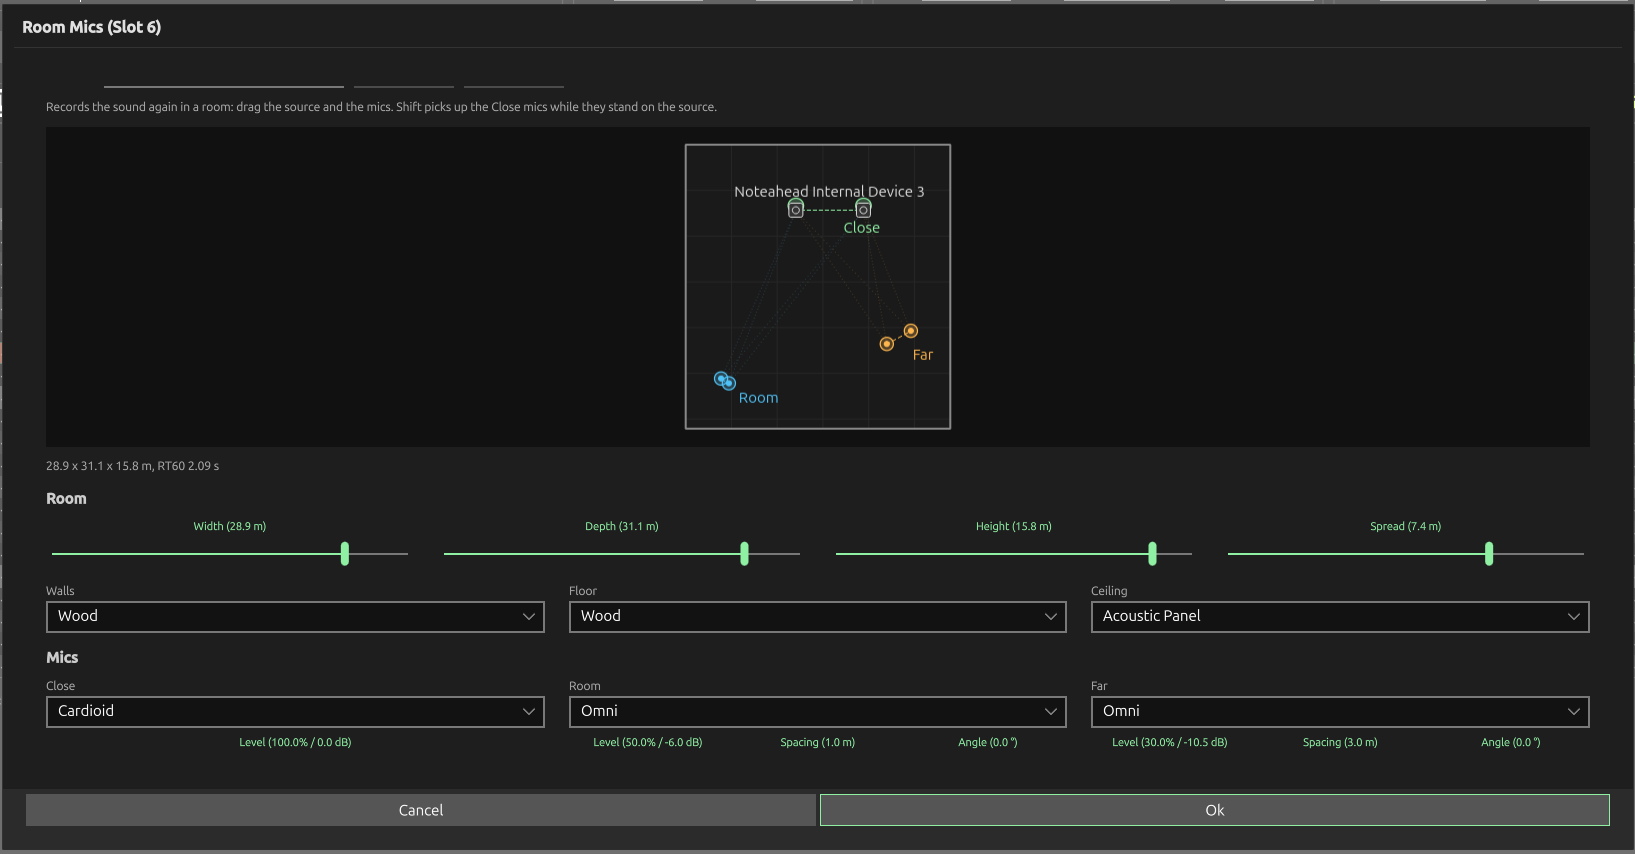 Room Mics (Slot 6)
Records the sound again in a room: drag the source and the mics. Shift picks up the Close mics while they stand on the source.
Noteahead Internal Device 3
Close
Far
Room
28.9 x 31.1 x 15.8 m, RT60 2.09 s
Room
Width (28.9 m) Depth (31.1 m) Height (15.8 m) Spread (7.4 m)
Walls Floor Ceiling
Wood Wood Acoustic Panel
Mics
Close Room Far
Cardioid Omni Omni
Level (100.0% / 0.0 dB) Level (50.0% / -6.0 dB) Spacing (1.0 m) Angle (0.0 °) Level (30.0% / -10.5 dB) Spacing (3.0 m) Angle (0.0 °)
Cancel Ok